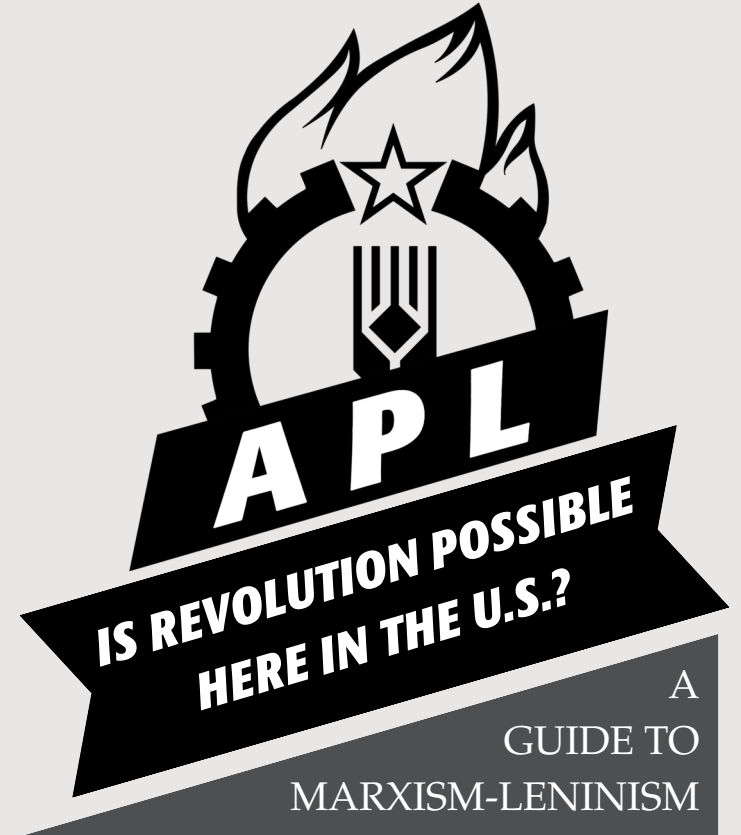 APL
IS REVOLUTION POSSIBLE
HERE IN THE U.S.?
A
GUIDE TO
MARXISM-LENINISM